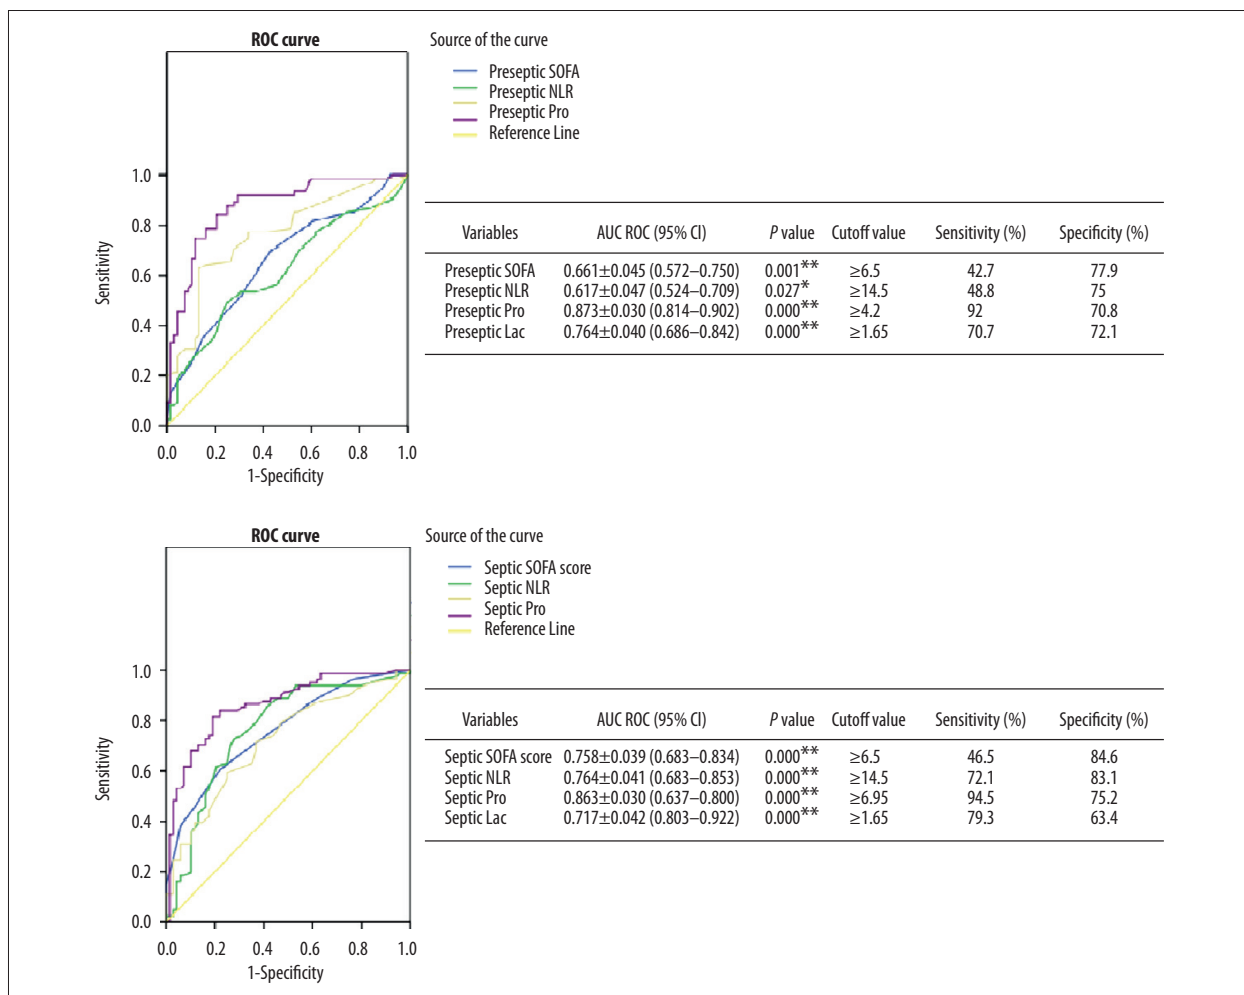 ROC curve
Source of the curve
Preseptic SOFA
Preseptic NLR
Preseptic Pro
Reference Line
1.0
0.8
0.6
0.4
0.2
0.0
Sensitivity
0.0 0.2 0.4 0.6 0.8 1.0
1-Specificity
Variables AUC ROC (95% CI) P value Cutoff value Sensitivity (%) Specificity (%)
Preseptic SOFA 0.661±0.045 (0.572–0.750) 0.001** ≥6.5 42.7 77.9
Preseptic NLR 0.617±0.047 (0.524–0.709) 0.027* ≥14.5 48.8 75
Preseptic Pro 0.873±0.030 (0.814–0.902) 0.000** ≥4.2 92 70.8
Preseptic Lac 0.764±0.040 (0.686–0.842) 0.000** ≥1.65 70.7 72.1
ROC curve
Source of the curve
Septic SOFA score
Septic NLR
Septic Pro
Reference Line
1.0
0.8
0.6
0.4
0.2
0.0
Sensitivity
0.0 0.2 0.4 0.6 0.8 1.0
1-Specificity
Variables AUC ROC (95% CI) P value Cutoff value Sensitivity (%) Specificity (%)
Septic SOFA score 0.758±0.039 (0.683–0.834) 0.000** ≥6.5 46.5 84.6
Septic NLR 0.764±0.041 (0.683–0.853) 0.000** ≥14.5 72.1 83.1
Septic Pro 0.863±0.030 (0.637–0.800) 0.000** ≥6.95 94.5 75.2
Septic Lac 0.717±0.042 (0.803–0.922) 0.000** ≥1.65 79.3 63.4